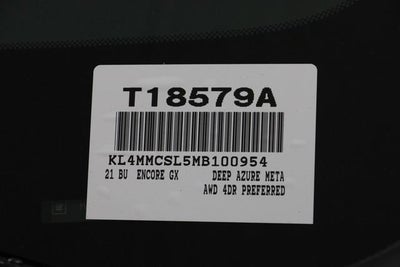 T18579A
KL4MMCSL5MB100954
21 BU ENCORE GX DEEP AZURE META
AWD 4DR PREFERRED